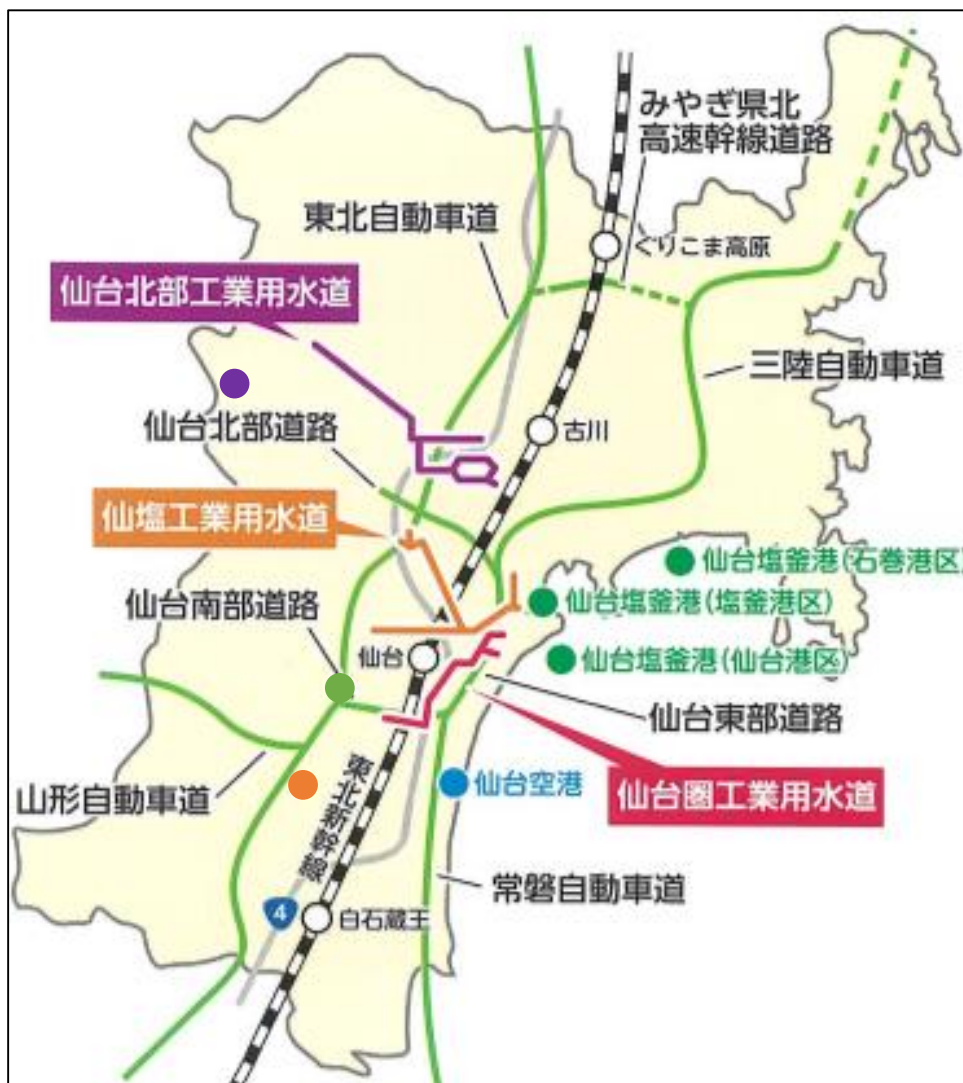 みやぎ県北
高速幹線道路
東北自動車道
くりこま高原
仙台北部工業用水道
三陸自動車道
仙台北部道路
古川
仙塩工業用水道
仙台塩釜港(石巻港区)
仙台南部道路
仙台塩釜港(塩釜港区)
仙台
仙台塩釜港(仙台港区)
仙台東部道路
山形自動車道
東北新幹線
仙台空港
仙台圏工業用水道
常磐自動車道
4
白石蔵王